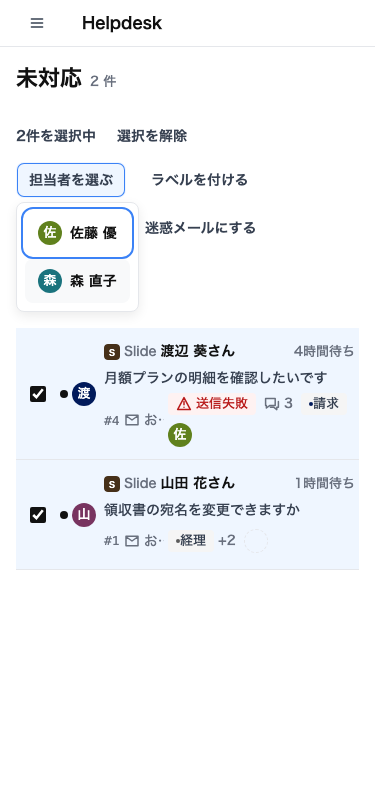 Helpdesk
未対応 2 件
2件を選択中 選択を解除
担当者を選ぶ ラベルを付ける
佐 佐藤 優 迷惑メールにする
森 森 直子
S Slide 渡辺 葵さん 4時間待ち
渡 月額プランの明細を確認したいです
#4 お· 送信失敗 3 •請求
佐
S Slide 山田 花さん 1時間待ち
山 領収書の宛名を変更できますか
#1 お· •経理 +2